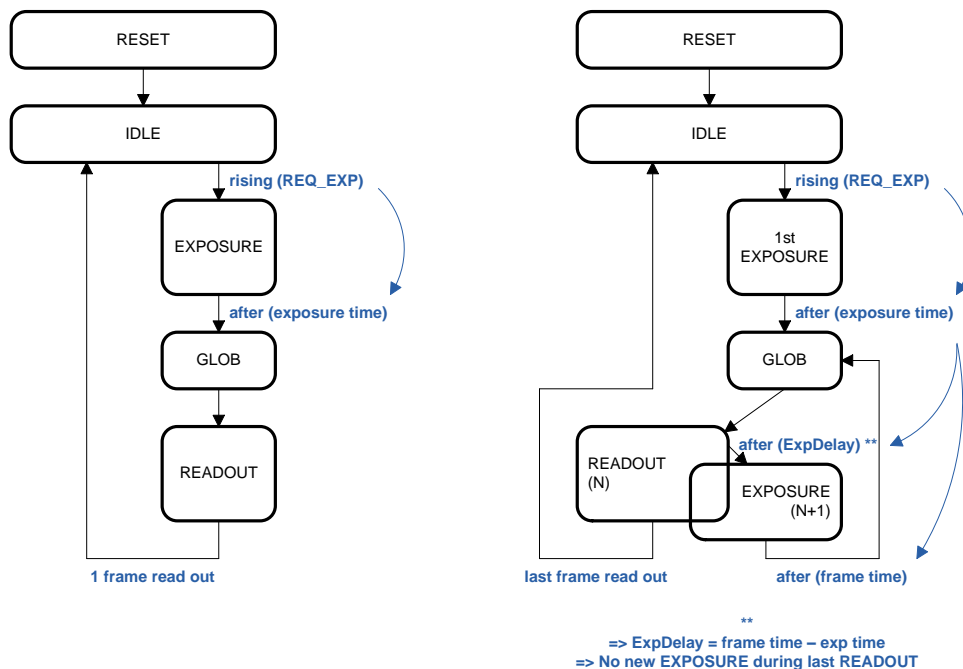 RESET
IDLE
rising (REQ_EXP)
EXPOSURE
after (exposure time)
GLOB
READOUT
1 frame read out
RESET
IDLE
rising (REQ_EXP)
1st
EXPOSURE
after (exposure time)
GLOB
after (ExpDelay) **
READOUT
(N)
EXPOSURE
(N+1)
last frame read out
after (frame time)
**
=> ExpDelay = frame time – exp time
=> No new EXPOSURE during last READOUT